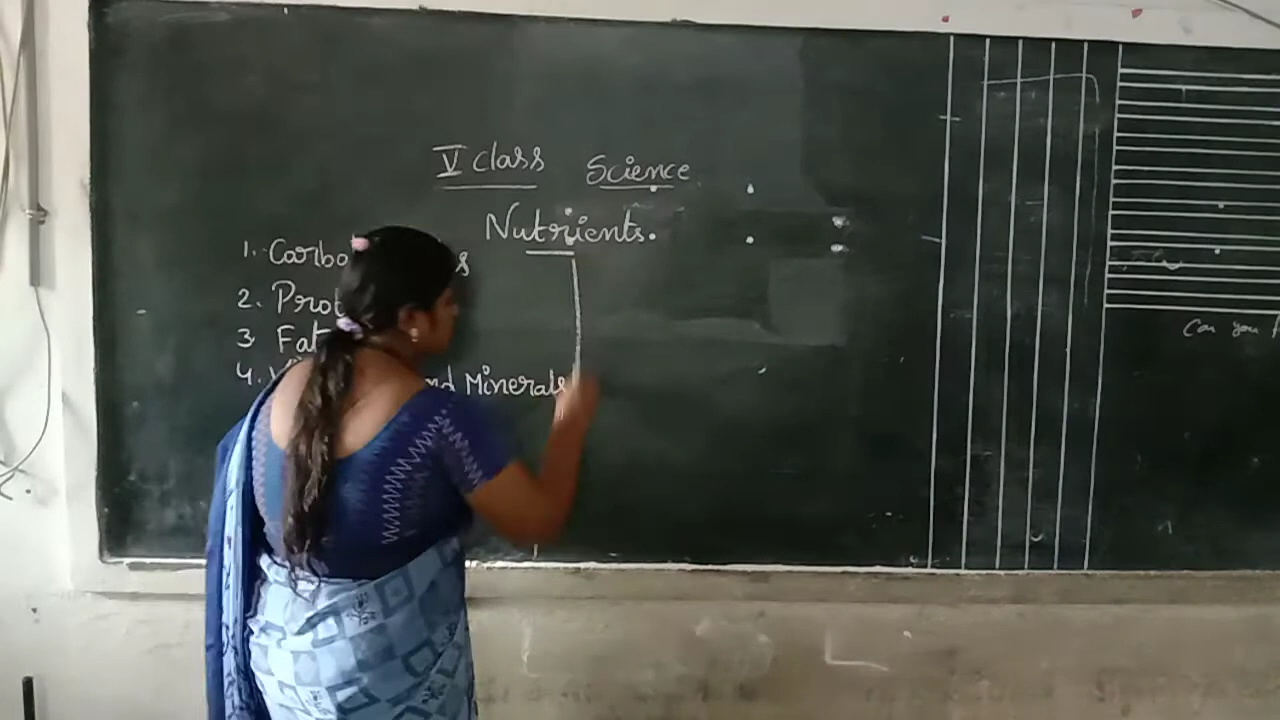 V class Science
Nutrients.
1. Carbo s
2. Prot
3 Fat
4. V nd Minerals
Can you